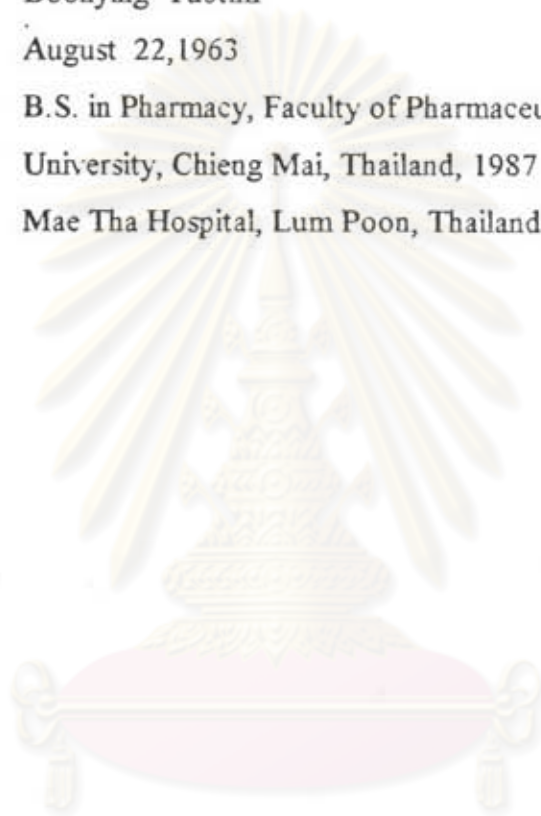 August 22,1963
B.S. in Pharmacy, Faculty of Pharmaceu
University, Chieng Mai, Thailand, 1987
Mae Tha Hospital, Lum Poon, Thailand